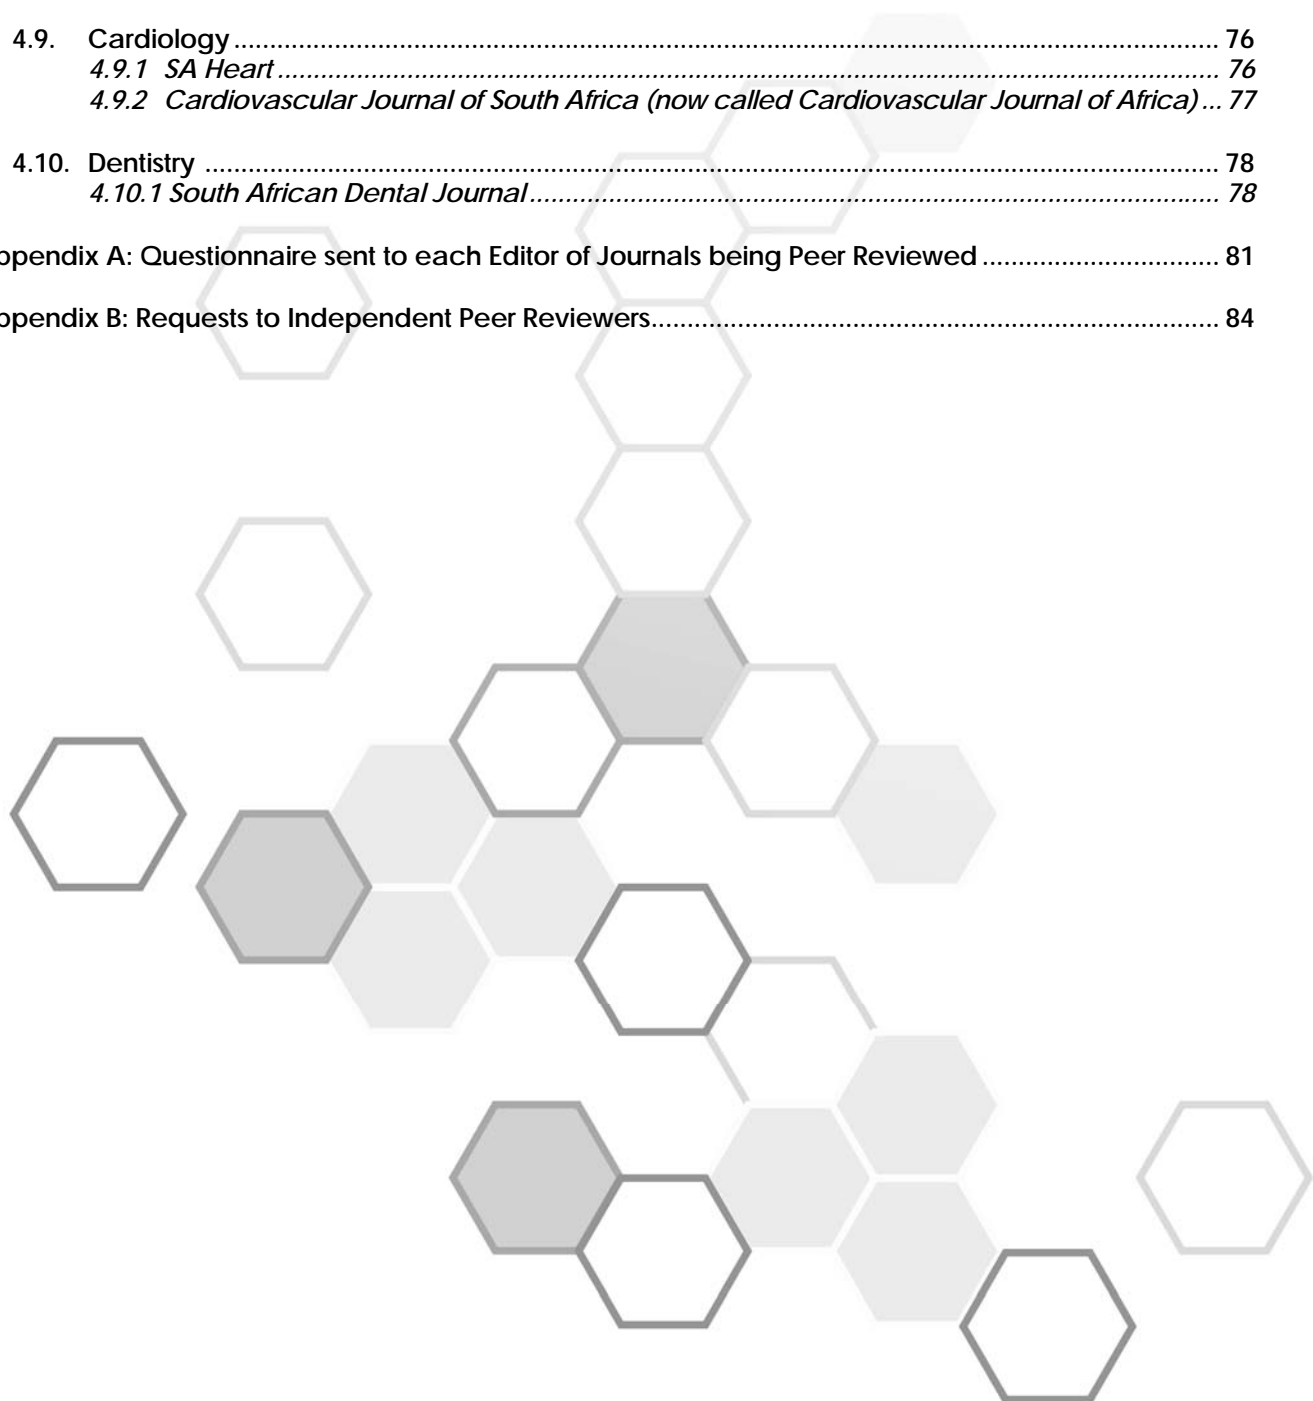 4.9. Cardiology ........................................................................................................ 76
4.9.1 SA Heart ........................................................................................................ 76
4.9.2 Cardiovascular Journal of South Africa (now called Cardiovascular Journal of Africa) ... 77
4.10. Dentistry ........................................................................................................ 78
4.10.1 South African Dental Journal ........................................................................ 78
ppendix A: Questionnaire sent to each Editor of Journals being Peer Reviewed ................................ 81
ppendix B: Requests to Independent Peer Reviewers ........................................................................ 84